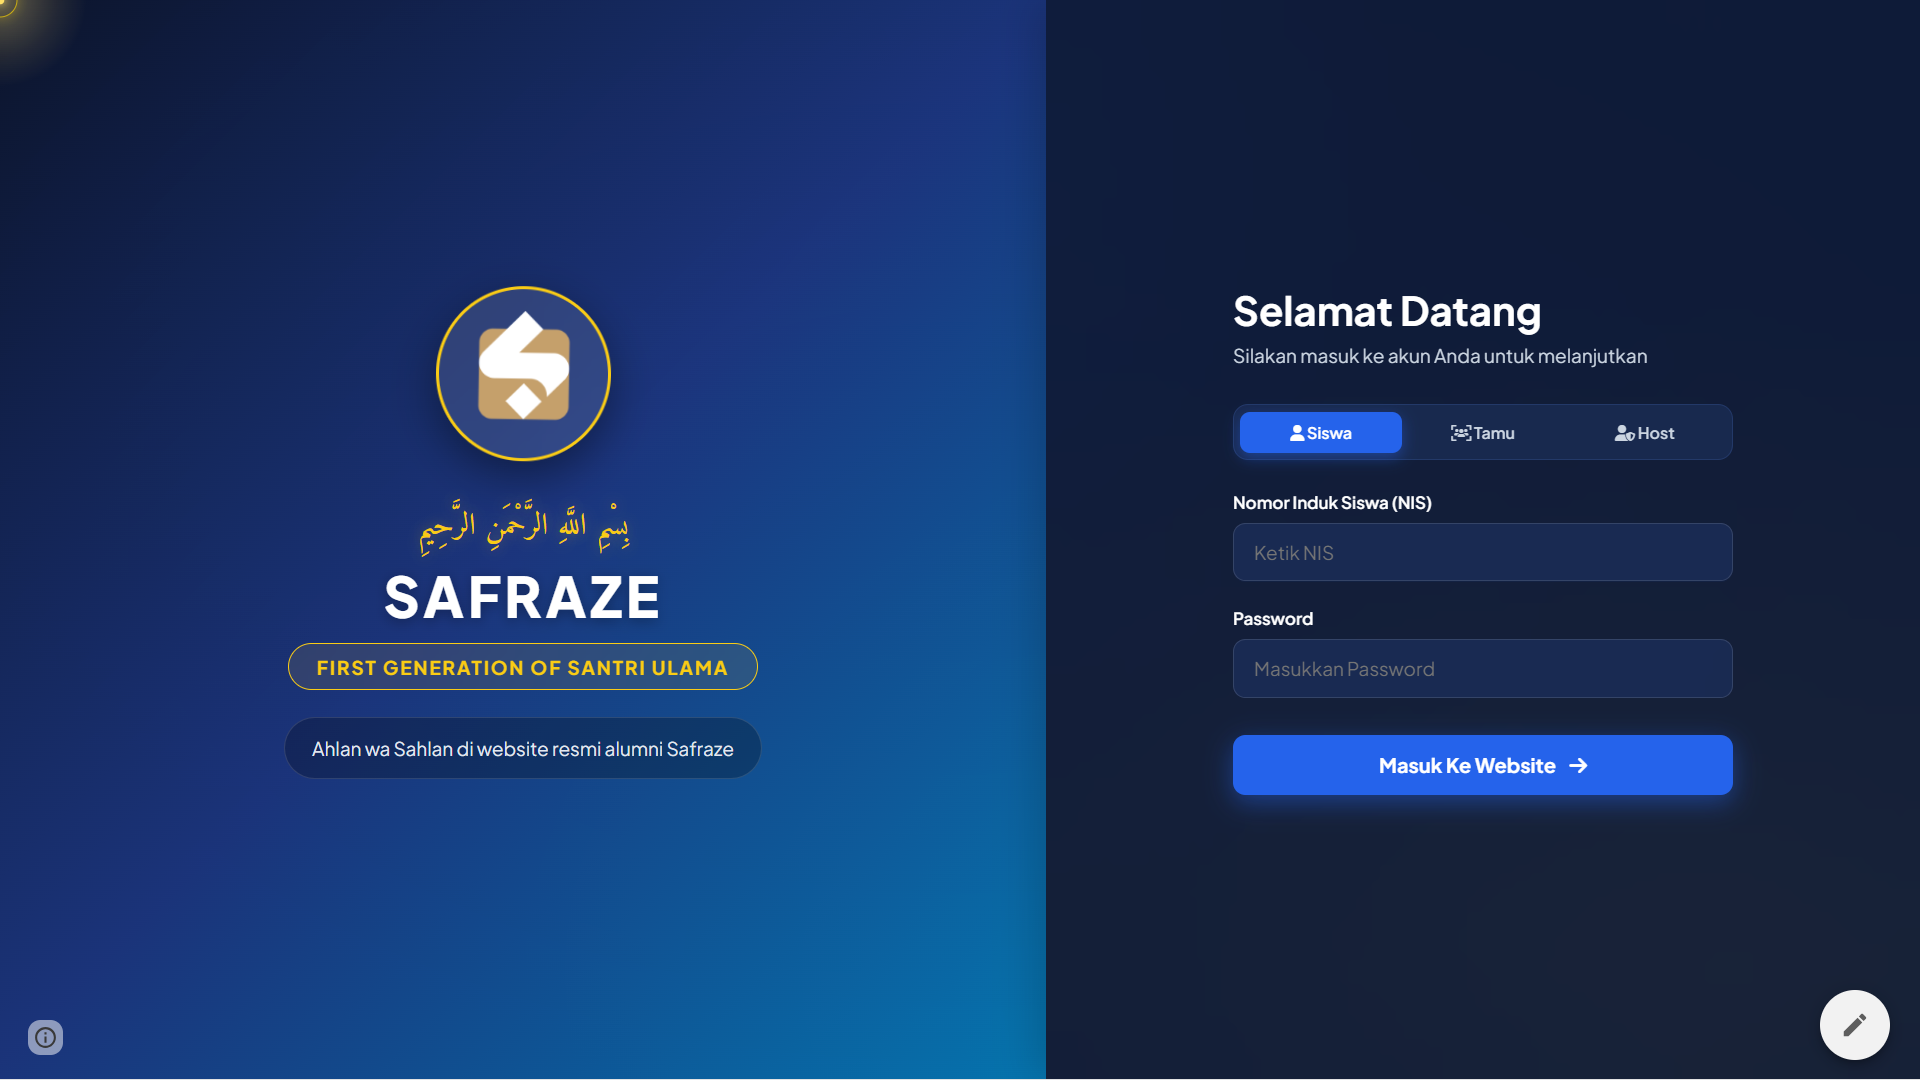 بِسْمِ اللَّهِ الرَّحْمَنِ الرَّحِيمِ
SAFRAZE
FIRST GENERATION OF SANTRI ULAMA
Ahlan wa Sahlan di website resmi alumni Safraze
Selamat Datang
Silakan masuk ke akun Anda untuk melanjutkan
Siswa Tamu Host
Nomor Induk Siswa (NIS)
Ketik NIS
Password
Masukkan Password
Masuk Ke Website →